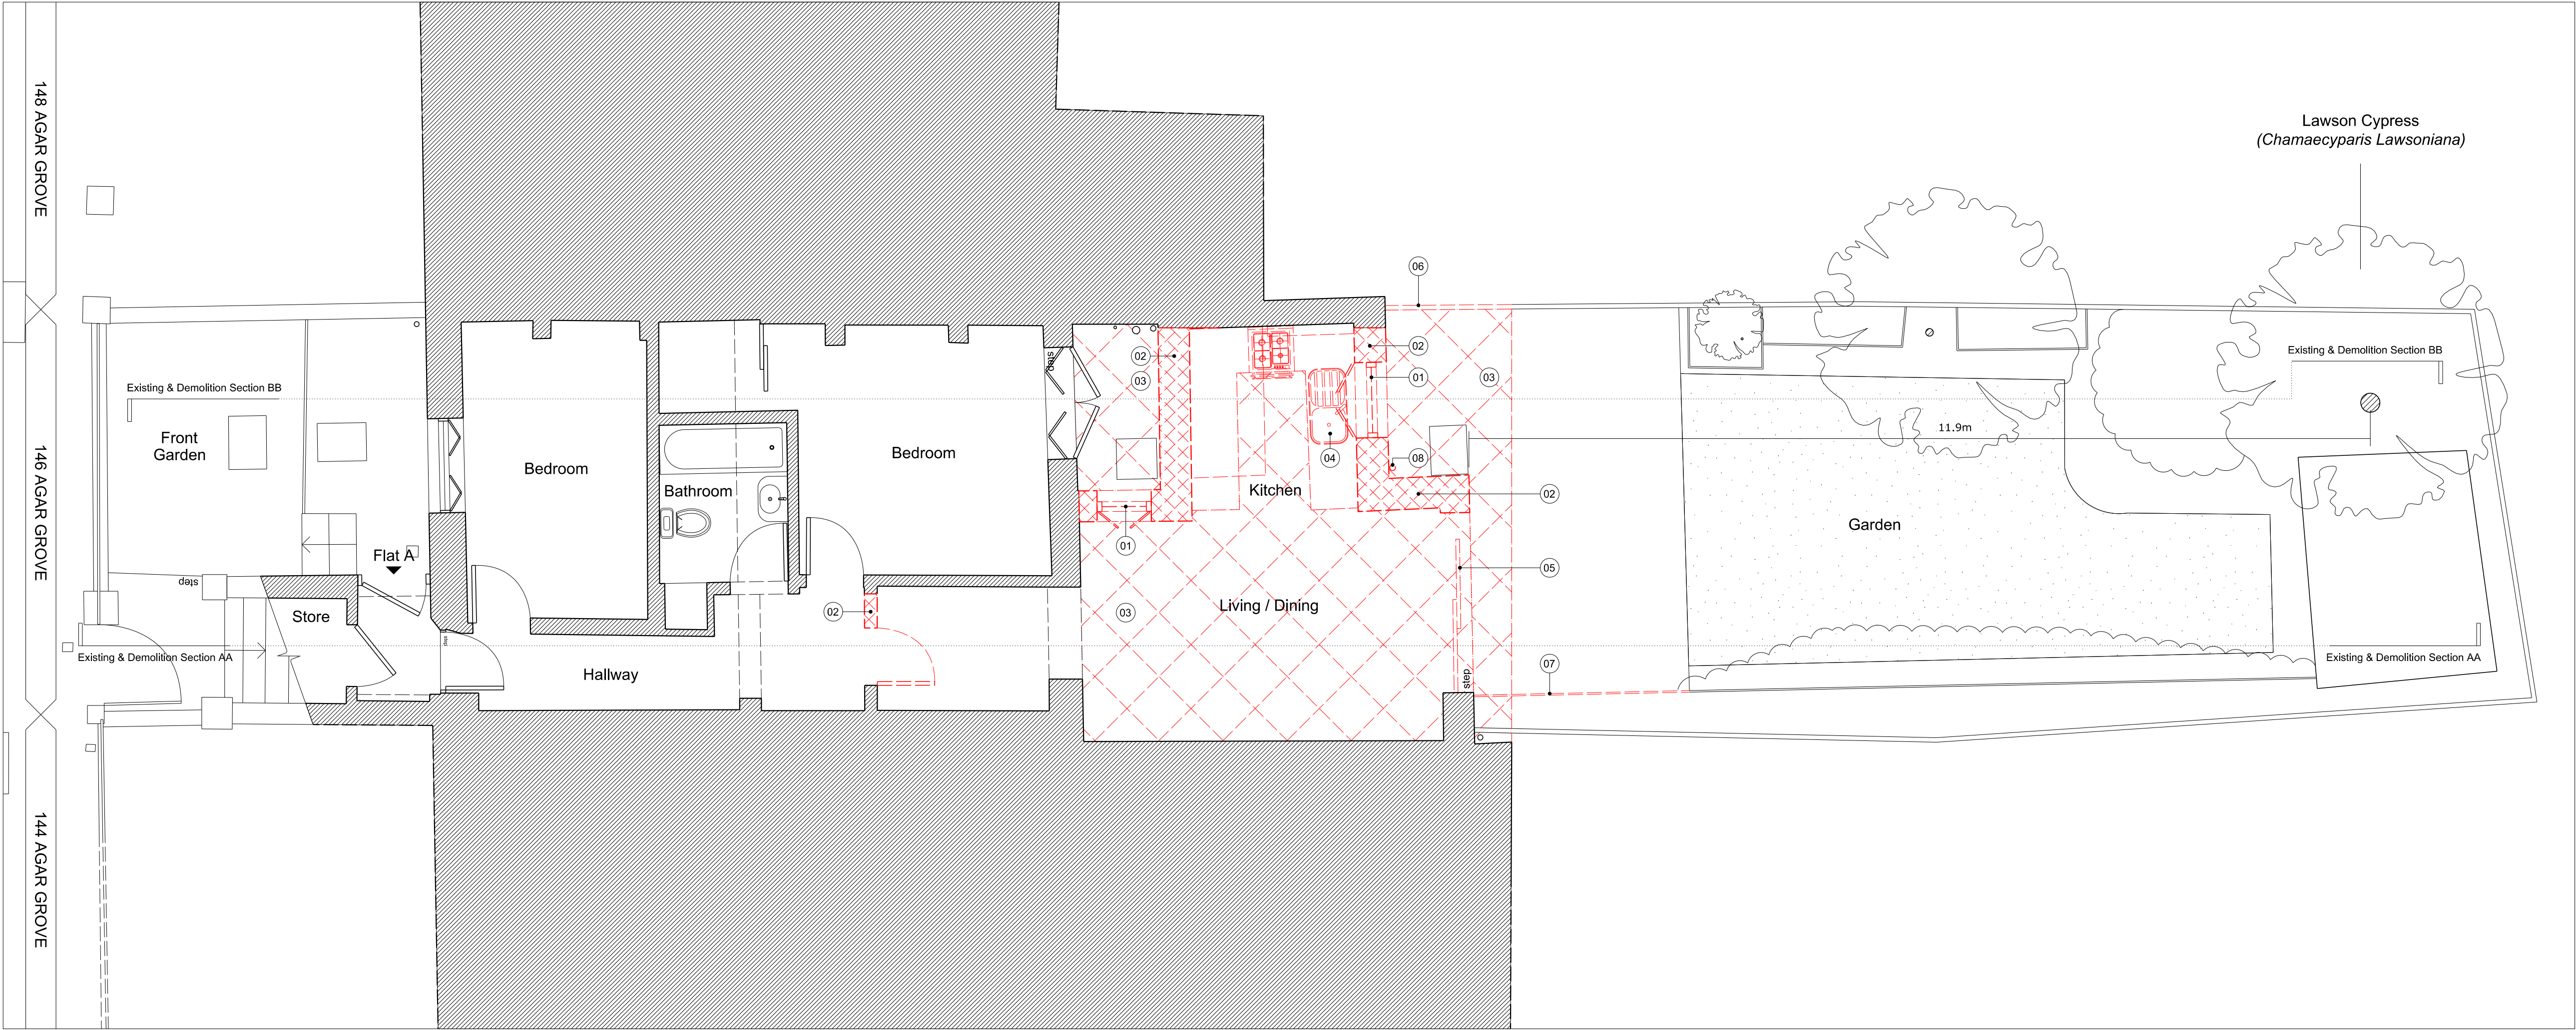 148 AGAR GROVE
146 AGAR GROVE
144 AGAR GROVE
Lawson Cypress
(Chamaecyparis Lawsoniana)
Existing & Demolition Section BB
Existing & Demolition Section BB
Front
Garden
Flat A
step
Store
Existing & Demolition Section AA
Existing & Demolition Section AA
Bedroom
Bathroom
Bedroom
Hallway
step
Kitchen
Living / Dining
step
Garden
11.9m
06
02
03
02
01
03
04
08
02
01
05
02
03
07